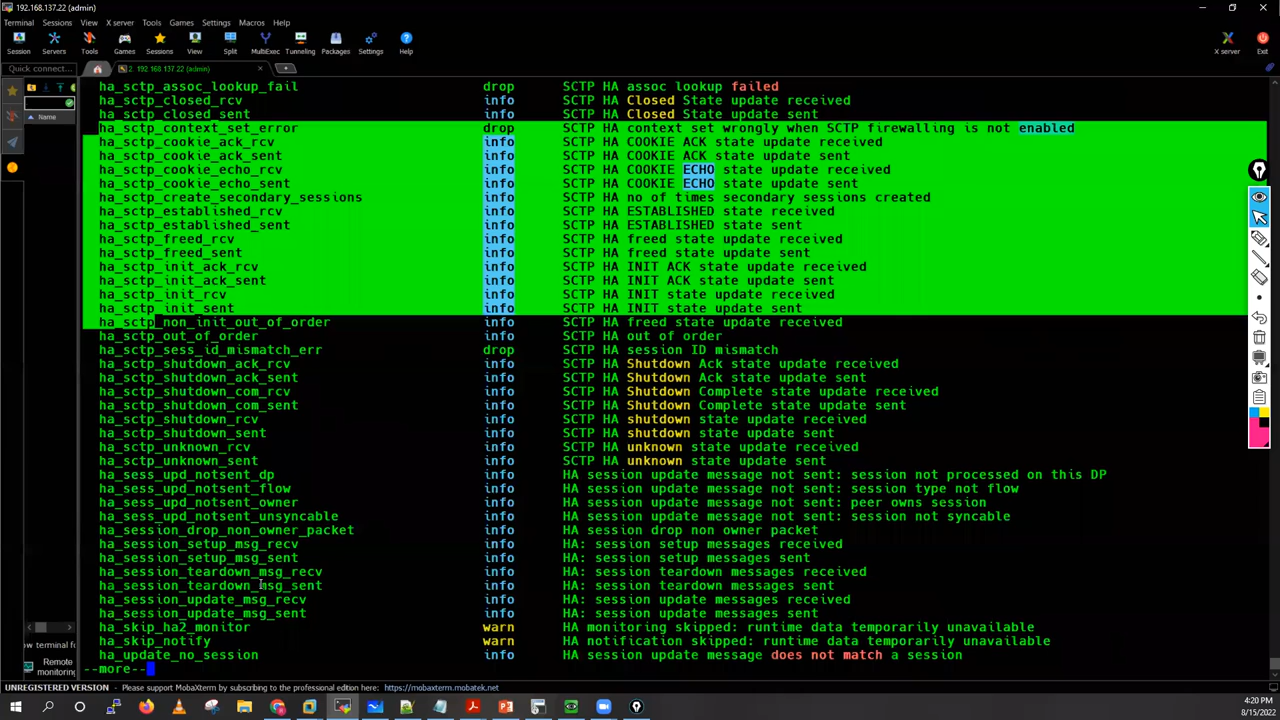 192.168.137.22 (admin)
Terminal Sessions View X server Tools Games Settings Macros Help
Session Servers Tools Games Sessions View Split MultiExec Tunneling Packages Settings Help X server Exit
Quick connect... 2. 192.168.137.22 (admin)
Name
ha_sctp_assoc_lookup_fail drop SCTP HA assoc lookup failed
ha_sctp_closed_rcv info SCTP HA Closed State update received
ha_sctp_closed_sent info SCTP HA Closed State update sent
ha_sctp_context_set_error drop SCTP HA context set wrongly when SCTP firewalling is not enabled
ha_sctp_cookie_ack_rcv info SCTP HA COOKIE ACK state update received
ha_sctp_cookie_ack_sent info SCTP HA COOKIE ACK state update sent
ha_sctp_cookie_echo_rcv info SCTP HA COOKIE ECHO state update received
ha_sctp_cookie_echo_sent info SCTP HA COOKIE ECHO state update sent
ha_sctp_create_secondary_sessions info SCTP HA no of times secondary sessions created
ha_sctp_established_rcv info SCTP HA ESTABLISHED state received
ha_sctp_established_sent info SCTP HA ESTABLISHED state update sent
ha_sctp_freed_rcv info SCTP HA freed state update received
ha_sctp_freed_sent info SCTP HA freed state update sent
ha_sctp_init_ack_rcv info SCTP HA INIT ACK state update received
ha_sctp_init_ack_sent info SCTP HA INIT ACK state update sent
ha_sctp_init_rcv info SCTP HA INIT state update received
ha_sctp_init_sent info SCTP HA INIT state update sent
ha_sctp_non_init_out_of_order info SCTP HA freed state update received
ha_sctp_out_of_order info SCTP HA out of order
ha_sctp_sess_id_mismatch_err drop SCTP HA session ID mismatch
ha_sctp_shutdown_ack_rcv info SCTP HA Shutdown Ack state update received
ha_sctp_shutdown_ack_sent info SCTP HA Shutdown Ack state update sent
ha_sctp_shutdown_com_rcv info SCTP HA Shutdown Complete state update received
ha_sctp_shutdown_com_sent info SCTP HA Shutdown Complete state update sent
ha_sctp_shutdown_rcv info SCTP HA shutdown state update received
ha_sctp_shutdown_sent info SCTP HA shutdown state update sent
ha_sctp_unknown_rcv info SCTP HA unknown state update received
ha_sctp_unknown_sent info SCTP HA unknown state update sent
ha_sess_upd_notsent_dp info HA session update message not sent: session not processed on this DP
ha_sess_upd_notsent_flow info HA session update message not sent: session type not flow
ha_sess_upd_notsent_owner info HA session update message not sent: peer owns session
ha_sess_upd_notsent_unsyncable info HA session update message not sent: session not syncable
ha_session_drop_non_owner_packet info HA session drop non owner packet
ha_session_setup_msg_recv info HA: session setup messages received
ha_session_setup_msg_sent info HA: session setup messages sent
ha_session_teardown_msg_recv info HA: session teardown messages received
ha_session_teardown_msg_sent info HA: session teardown messages sent
ha_session_update_msg_recv info HA: session update messages received
ha_session_update_msg_sent info HA: session update messages sent
ha_skip_ha2_monitor warn HA monitoring skipped: runtime data temporarily unavailable
ha_skip_notify warn HA notification skipped: runtime data temporarily unavailable
ha_update_no_session info HA session update message does not match a session
--more--
ow terminal fo
Remote
monitoring
UNREGISTERED VERSION - Please support MobaXterm by subscribing to the professional edition here: https://mobaxterm.mobatek.net
4:20 PM
8/15/2022